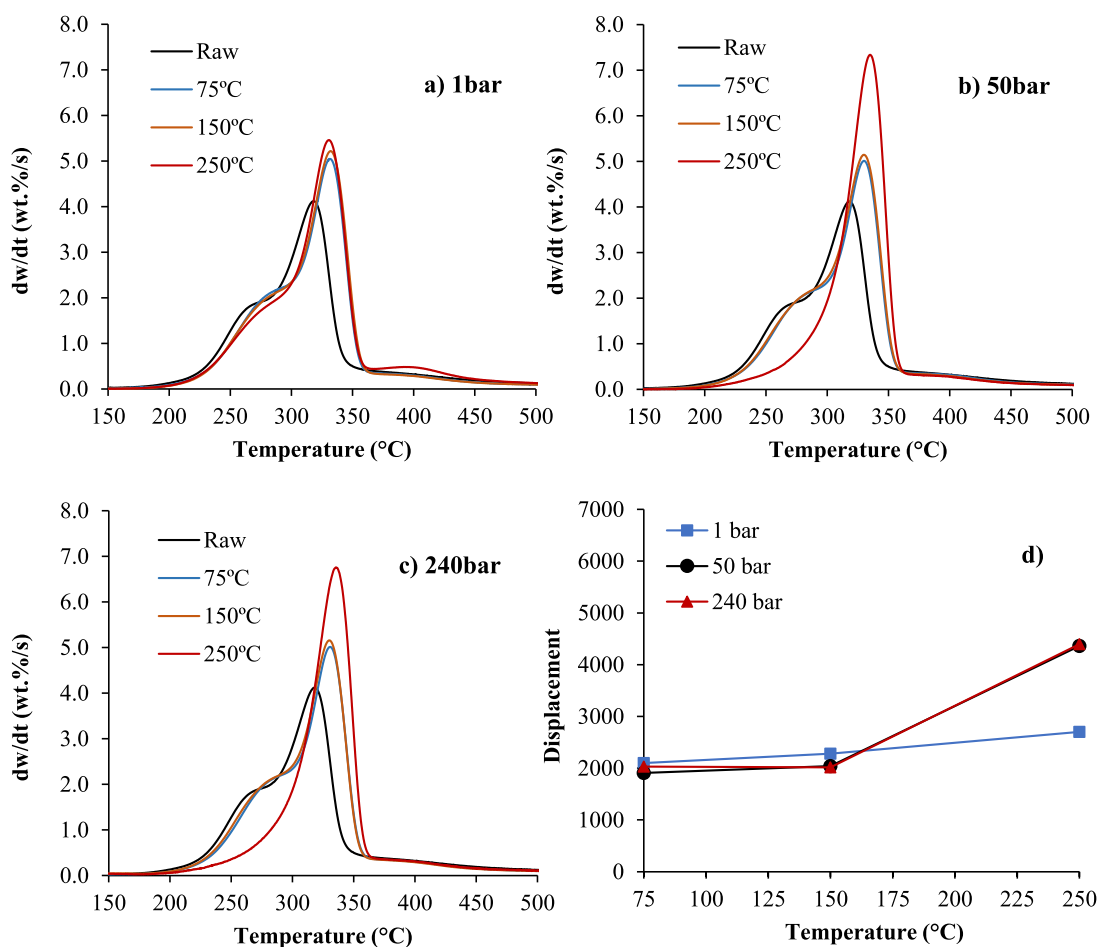 a) 1bar
Raw
75ºC
150ºC
250ºC
dw/dt (wt.%/s)
8.0
7.0
6.0
5.0
4.0
3.0
2.0
1.0
0.0
150 200 250 300 350 400 450 500
Temperature (°C)
b) 50bar
Raw
75ºC
150ºC
250ºC
dw/dt (wt.%/s)
8.0
7.0
6.0
5.0
4.0
3.0
2.0
1.0
0.0
150 200 250 300 350 400 450 500
Temperature (°C)
c) 240bar
Raw
75ºC
150ºC
250ºC
dw/dt (wt.%/s)
8.0
7.0
6.0
5.0
4.0
3.0
2.0
1.0
0.0
150 200 250 300 350 400 450 500
Temperature (°C)
d)
1 bar
50 bar
240 bar
Displacement
7000
6000
5000
4000
3000
2000
1000
0
75 100 125 150 175 200 225 250
Temperature (°C)